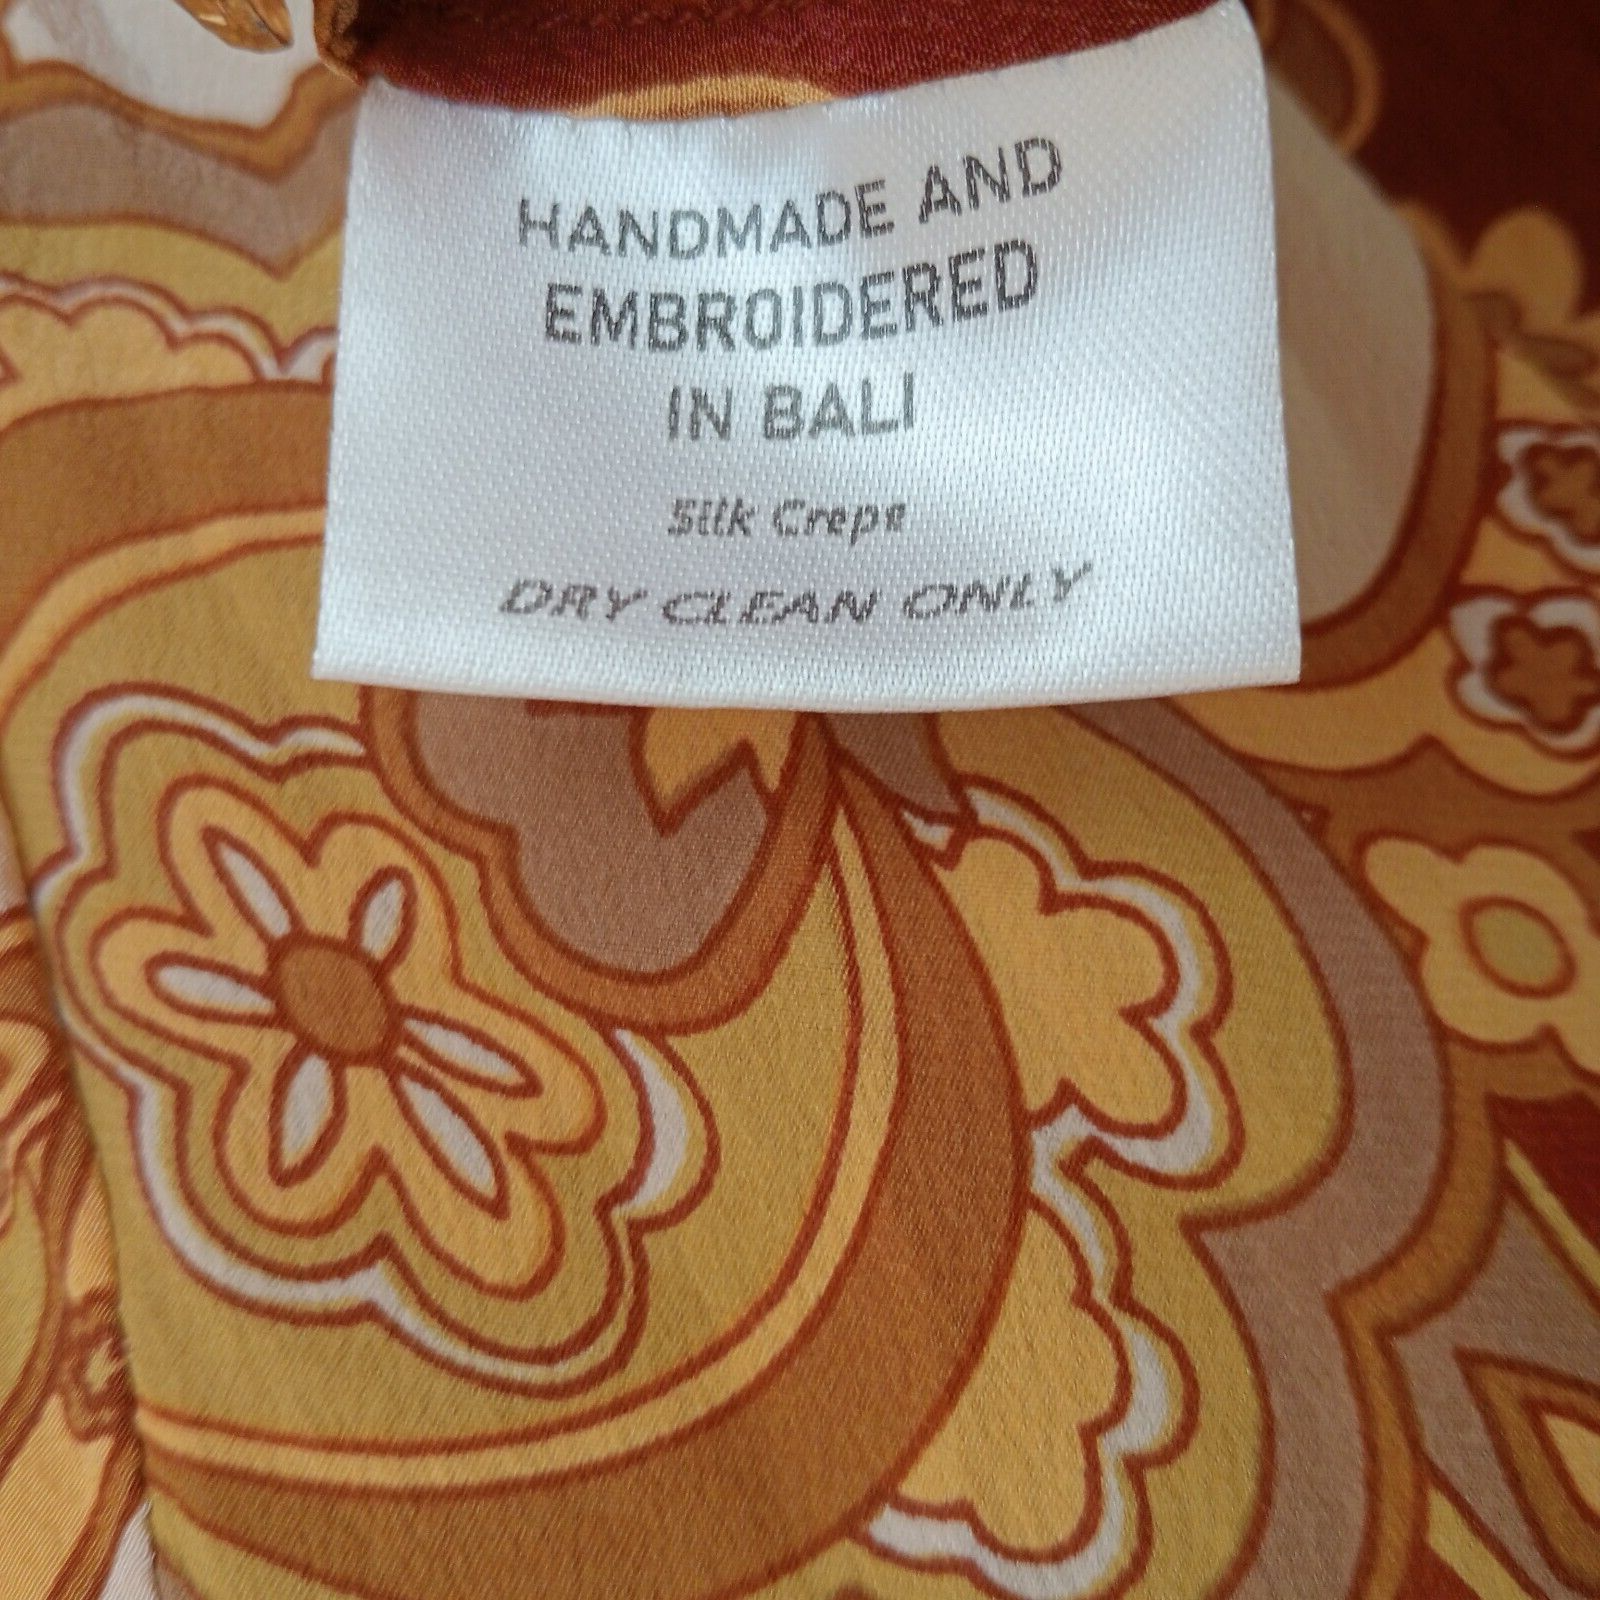 HANDMADE AND
EMBROIDERED
IN BALI
Silk Crepe
DRY CLEAN ONLY